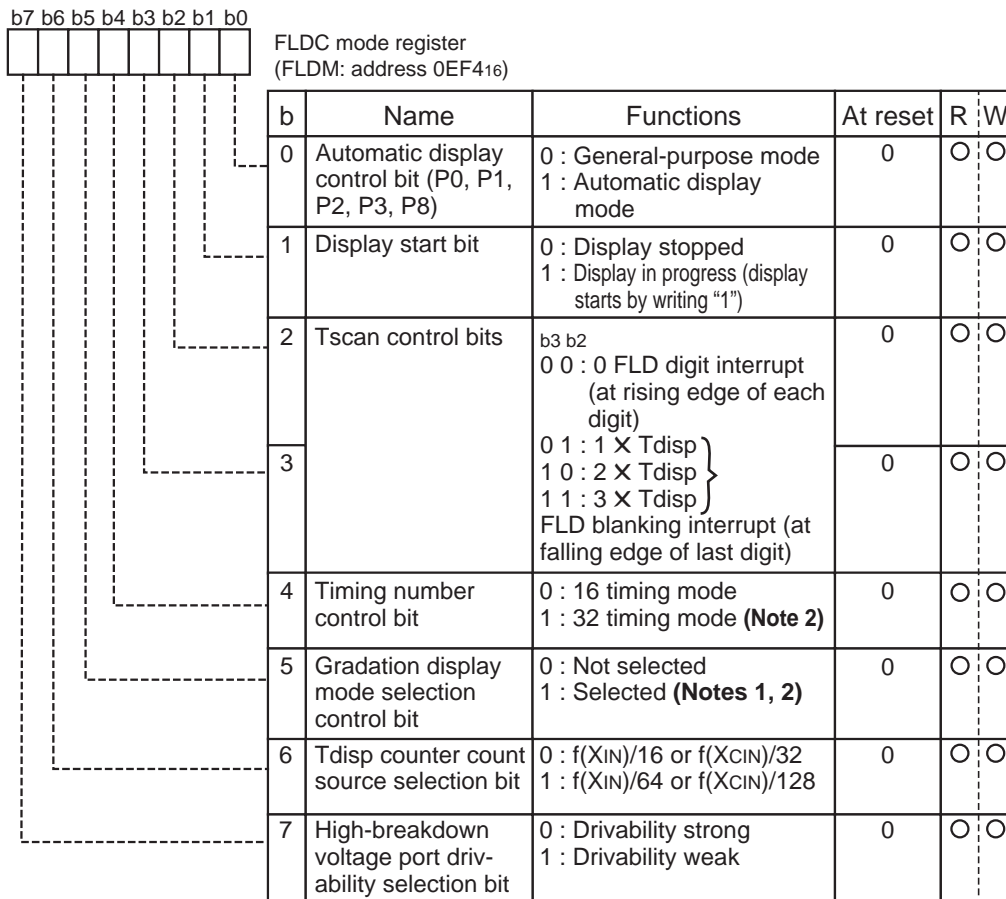 b7 b6 b5 b4 b3 b2 b1 b0
FLDC mode register
(FLDM: address 0EF416)
b Name Functions At reset R W
0 Automatic display control bit (P0, P1, P2, P3, P8)
0 : General-purpose mode
1 : Automatic display mode
0 O O
1 Display start bit
0 : Display stopped
1 : Display in progress (display starts by writing “1”)
0 O O
2 Tscan control bits
b3 b2
0 0 : 0 FLD digit interrupt
(at rising edge of each
digit)
0 O O
3
0 1 : 1 × Tdisp
1 0 : 2 × Tdisp
1 1 : 3 × Tdisp
FLD blanking interrupt (at
falling edge of last digit)
0 O O
4 Timing number
control bit
0 : 16 timing mode
1 : 32 timing mode (Note 2)
0 O O
5 Gradation display
mode selection
control bit
0 : Not selected
1 : Selected (Notes 1, 2)
0 O O
6 Tdisp counter count
source selection bit
0 : f(XIN)/16 or f(XCIN)/32
1 : f(XIN)/64 or f(XCIN)/128
0 O O
7 High-breakdown
voltage port driv-
ability selection bit
0 : Drivability strong
1 : Drivability weak
0 O O